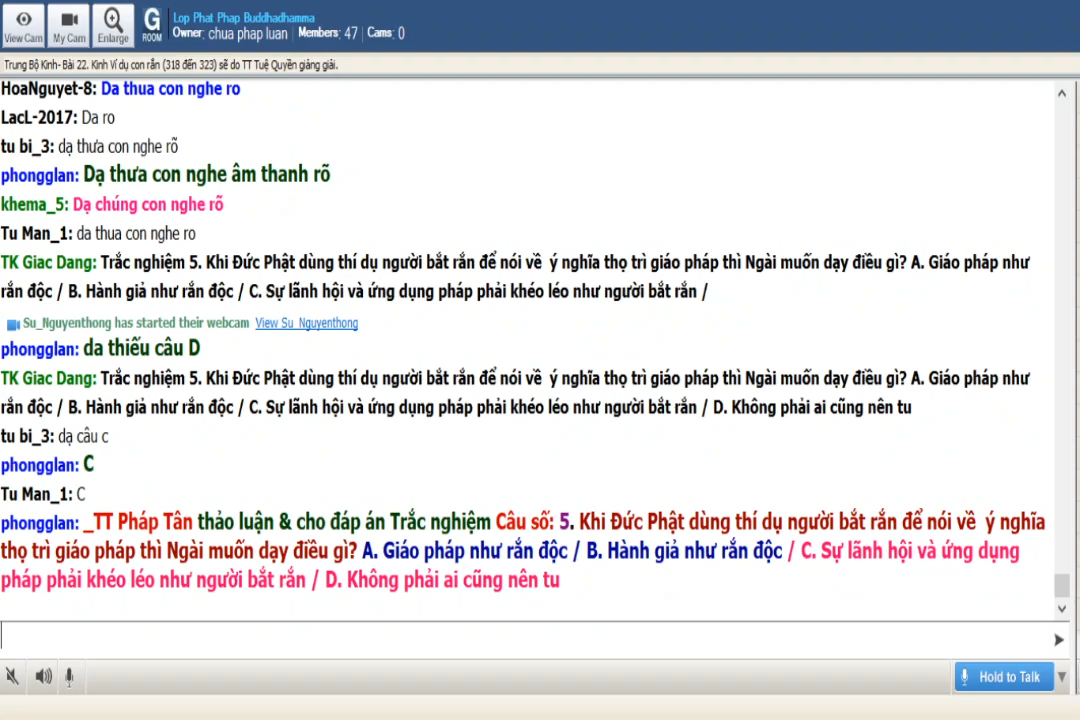 View Cam
My Cam
Enlarge
G
ROOM
Lop Phat Phap Buddhadhamma
Owner: chua phap luan | Members: 47 | Cams: 0
Trung Bộ Kinh- Bài 22. Kinh Ví dụ con rắn (318 đến 323) sẽ do TT Tuệ Quyền giảng giải.
HoaNguyet-8: Da thua con nghe ro
LacL-2017: Da ro
tu bi_3: dạ thưa con nghe rõ
phongglan: Dạ thưa con nghe âm thanh rõ
khema_5: Dạ chúng con nghe rõ
Tu Man_1: da thua con nghe ro
TK Giac Dang: Trắc nghiệm 5. Khi Đức Phật dùng thí dụ người bắt rắn để nói về ý nghĩa thọ trì giáo pháp thì Ngài muốn dạy điều gì? A. Giáo pháp như
rắn độc / B. Hành giả như rắn độc / C. Sự lãnh hội và ứng dụng pháp phải khéo léo như người bắt rắn /
Su_Nguyenthong has started their webcam View Su_Nguyenthong
phongglan: da thiếu câu D
TK Giac Dang: Trắc nghiệm 5. Khi Đức Phật dùng thí dụ người bắt rắn để nói về ý nghĩa thọ trì giáo pháp thì Ngài muốn dạy điều gì? A. Giáo pháp như
rắn độc / B. Hành giả như rắn độc / C. Sự lãnh hội và ứng dụng pháp phải khéo léo như người bắt rắn / D. Không phải ai cũng nên tu
tu bi_3: dạ câu c
phongglan: C
Tu Man_1: C
phongglan: _TT Pháp Tân thảo luận & cho đáp án Trắc nghiệm Câu số: 5. Khi Đức Phật dùng thí dụ người bắt rắn để nói về ý nghĩa
thọ trì giáo pháp thì Ngài muốn dạy điều gì? A. Giáo pháp như rắn độc / B. Hành giả như rắn độc / C. Sự lãnh hội và ứng dụng
pháp phải khéo léo như người bắt rắn / D. Không phải ai cũng nên tu
Hold to Talk